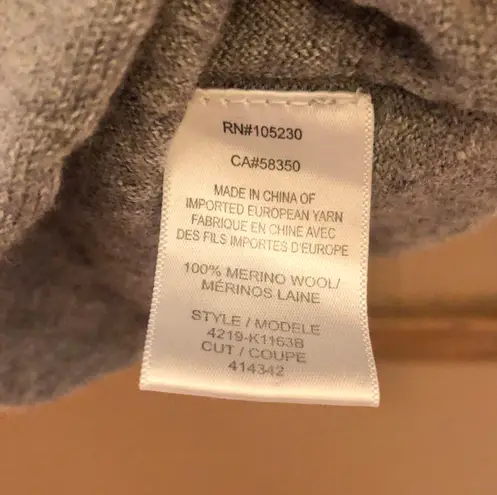 RN#105230
CA#58350
MADE IN CHINA OF
IMPORTED EUROPEAN YARN
FABRIQUE EN CHINE AVEC
DES FILS IMPORTES D'EUROPE
100% MERINO WOOL/
MÉRINOS LAINE
STYLE / MODELE
4219-K1163B
CUT / COUPE
414342